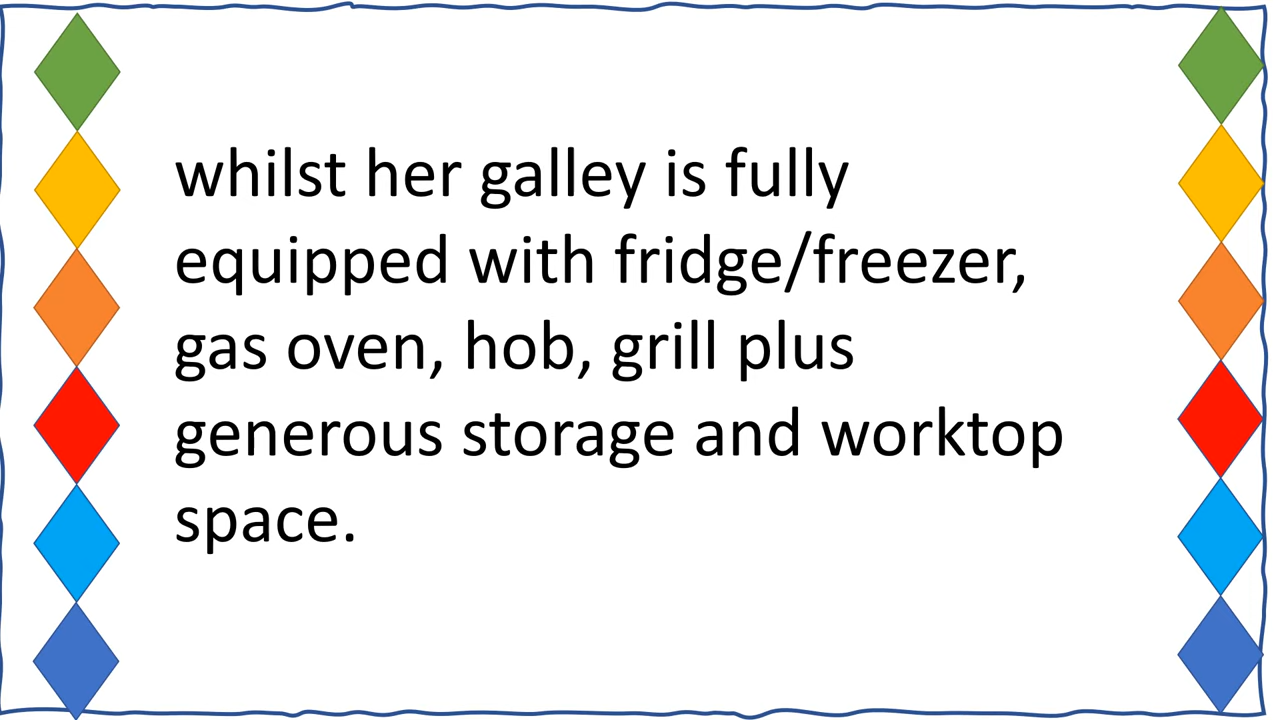 whilst her galley is fully
equipped with fridge/freezer,
gas oven, hob, grill plus
generous storage and worktop
space.